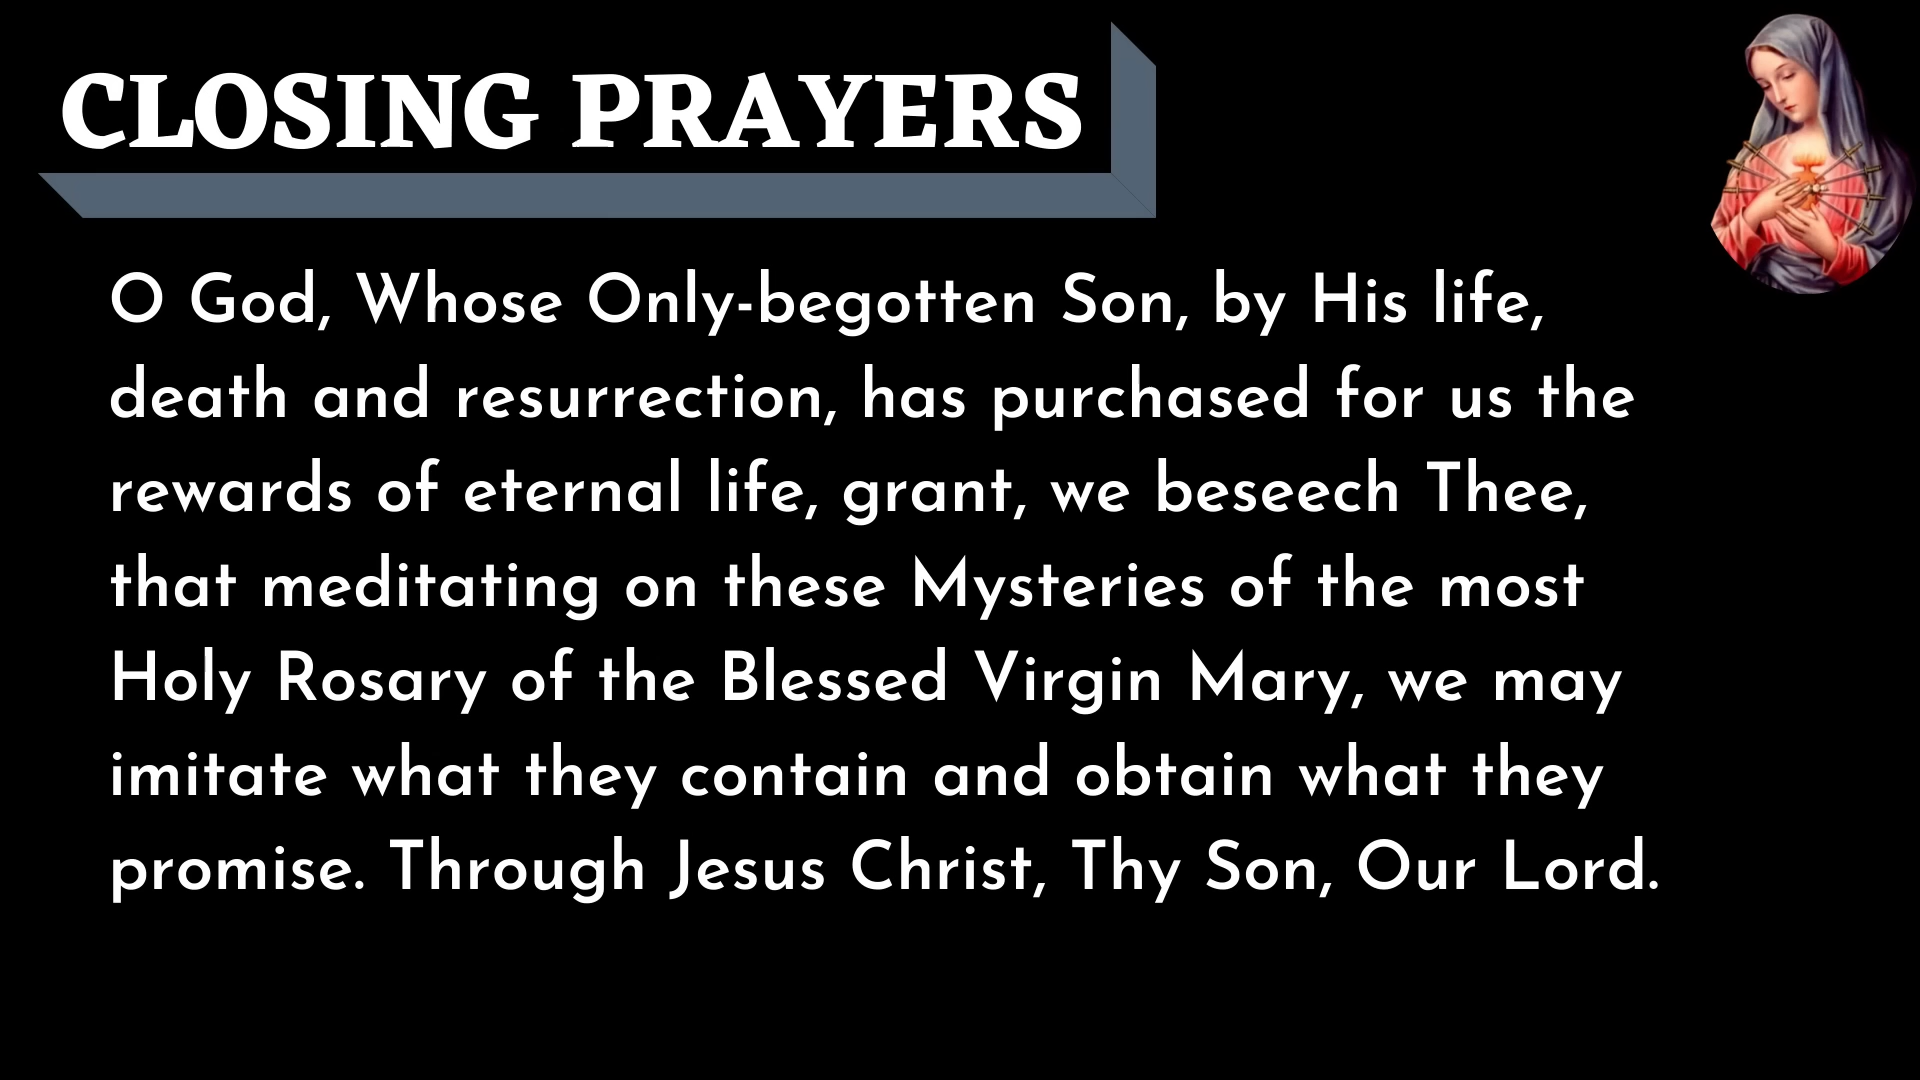 CLOSING PRAYERS
O God, Whose Only-begotten Son, by His life,
death and resurrection, has purchased for us the
rewards of eternal life, grant, we beseech Thee,
that meditating on these Mysteries of the most
Holy Rosary of the Blessed Virgin Mary, we may
imitate what they contain and obtain what they
promise. Through Jesus Christ, Thy Son, Our Lord.